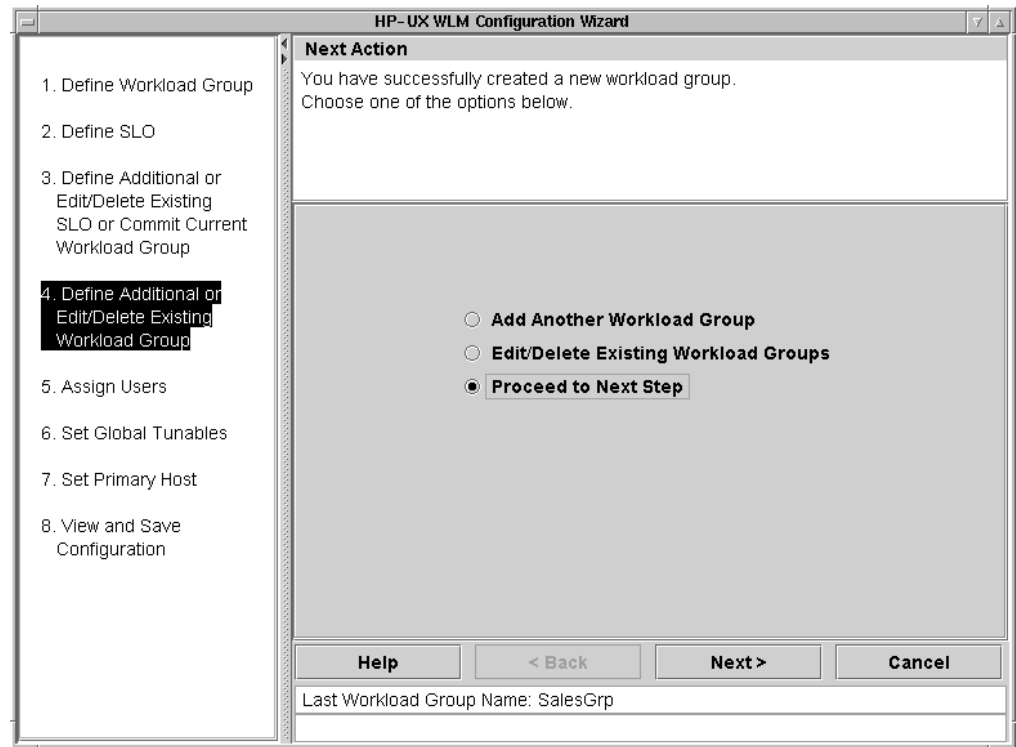 HP-UX WLM Configuration Wizard
1. Define Workload Group
2. Define SLO
3. Define Additional or
Edit/Delete Existing
SLO or Commit Current
Workload Group
4. Define Additional or
Edit/Delete Existing
Workload Group
5. Assign Users
6. Set Global Tunables
7. Set Primary Host
8. View and Save
Configuration
Next Action
You have successfully created a new workload group.
Choose one of the options below.
Add Another Workload Group
Edit/Delete Existing Workload Groups
Proceed to Next Step
Help
< Back
Next >
Cancel
Last Workload Group Name: SalesGrp